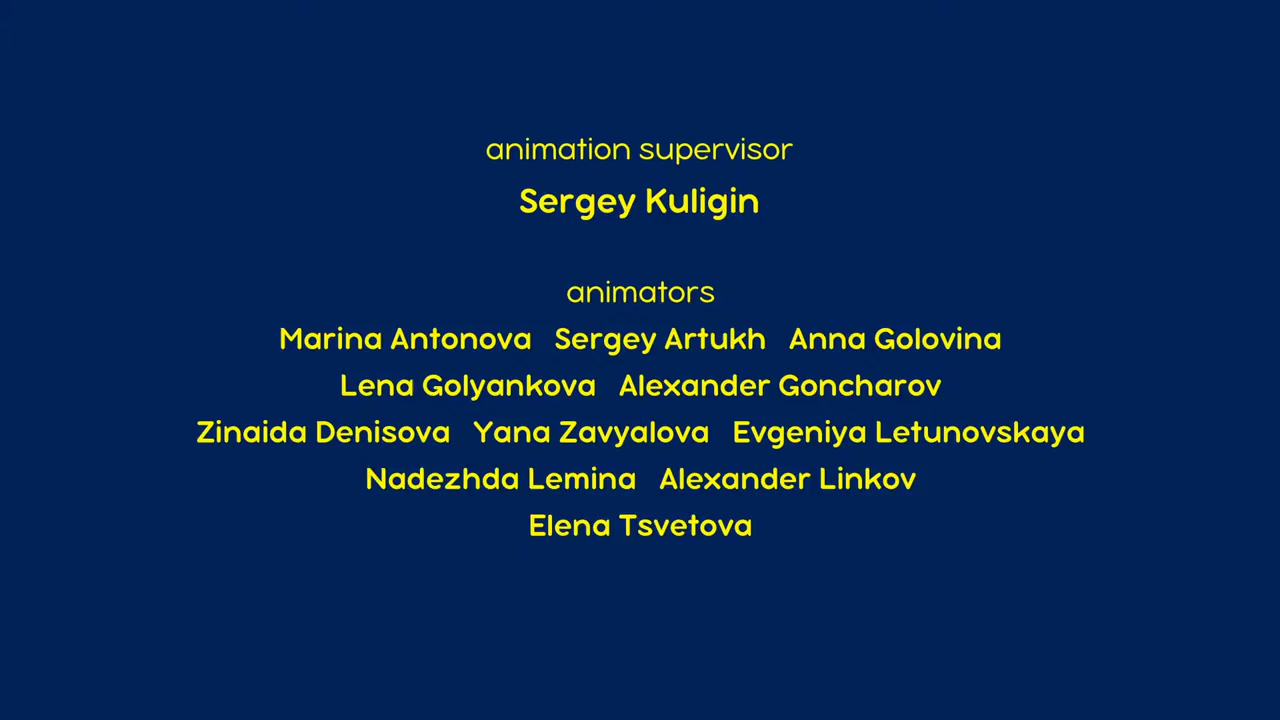 animation supervisor
Sergey Kuligin
animators
Marina Antonova Sergey Artukh Anna Golovina
Lena Golyankova Alexander Goncharov
Zinaida Denisova Yana Zavyalova Evgeniya Letunovskaya
Nadezhda Lemina Alexander Linkov
Elena Tsvetova